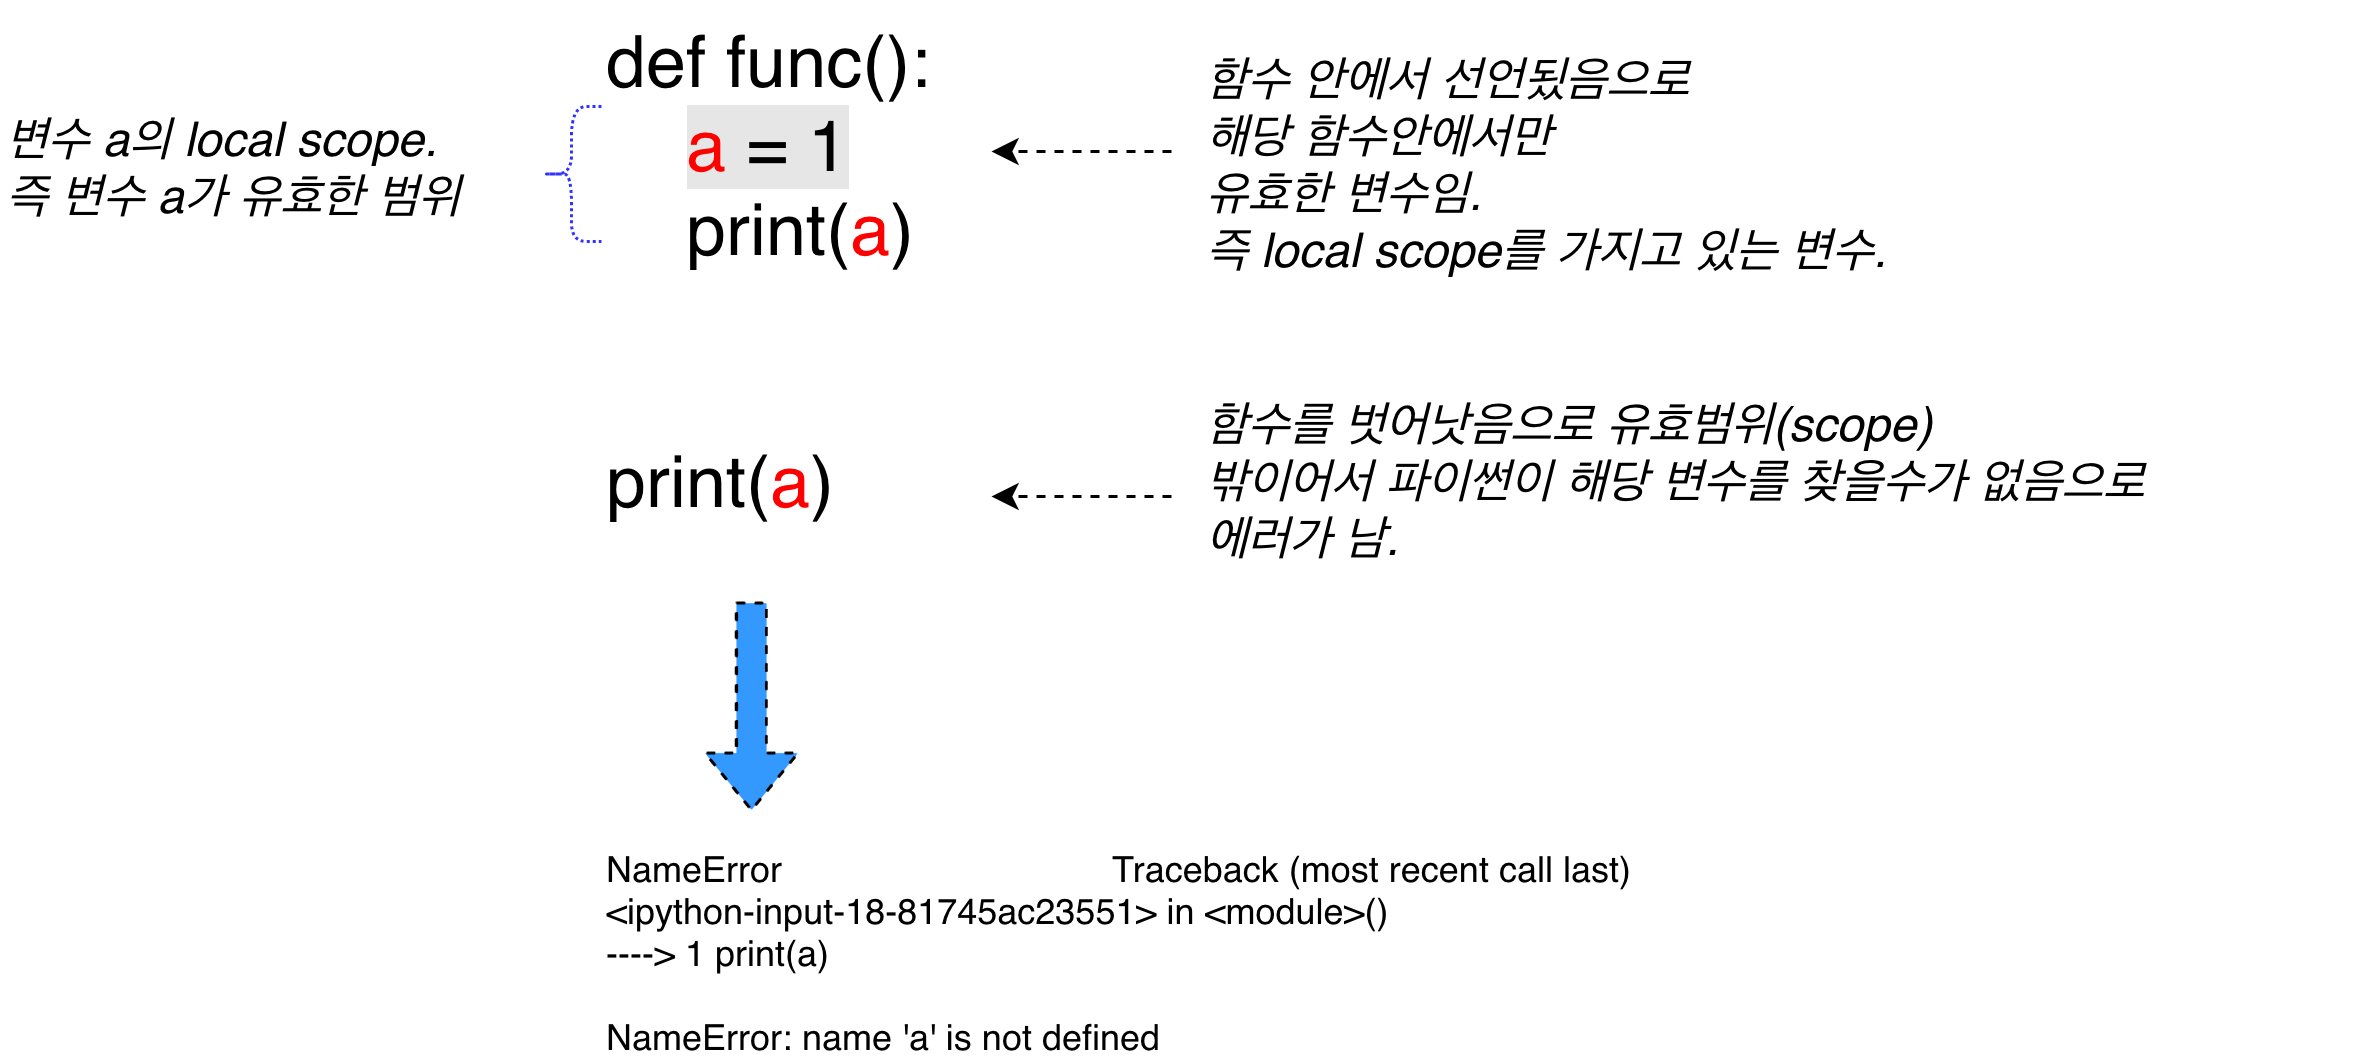 def func():
변수 a의 local scope.
즉 변수 a가 유효한 범위
a = 1
print(a)
함수 안에서 선언됬음으로
해당 함수안에서만
유효한 변수임.
즉 local scope를 가지고 있는 변수.
print(a)
함수를 벗어낫음으로 유효범위(scope)
밖이어서 파이썬이 해당 변수를 찾을수가 없음으로
에러가 남.
NameError Traceback (most recent call last)
<ipython-input-18-81745ac23551> in <module>()
----> 1 print(a)
NameError: name 'a' is not defined